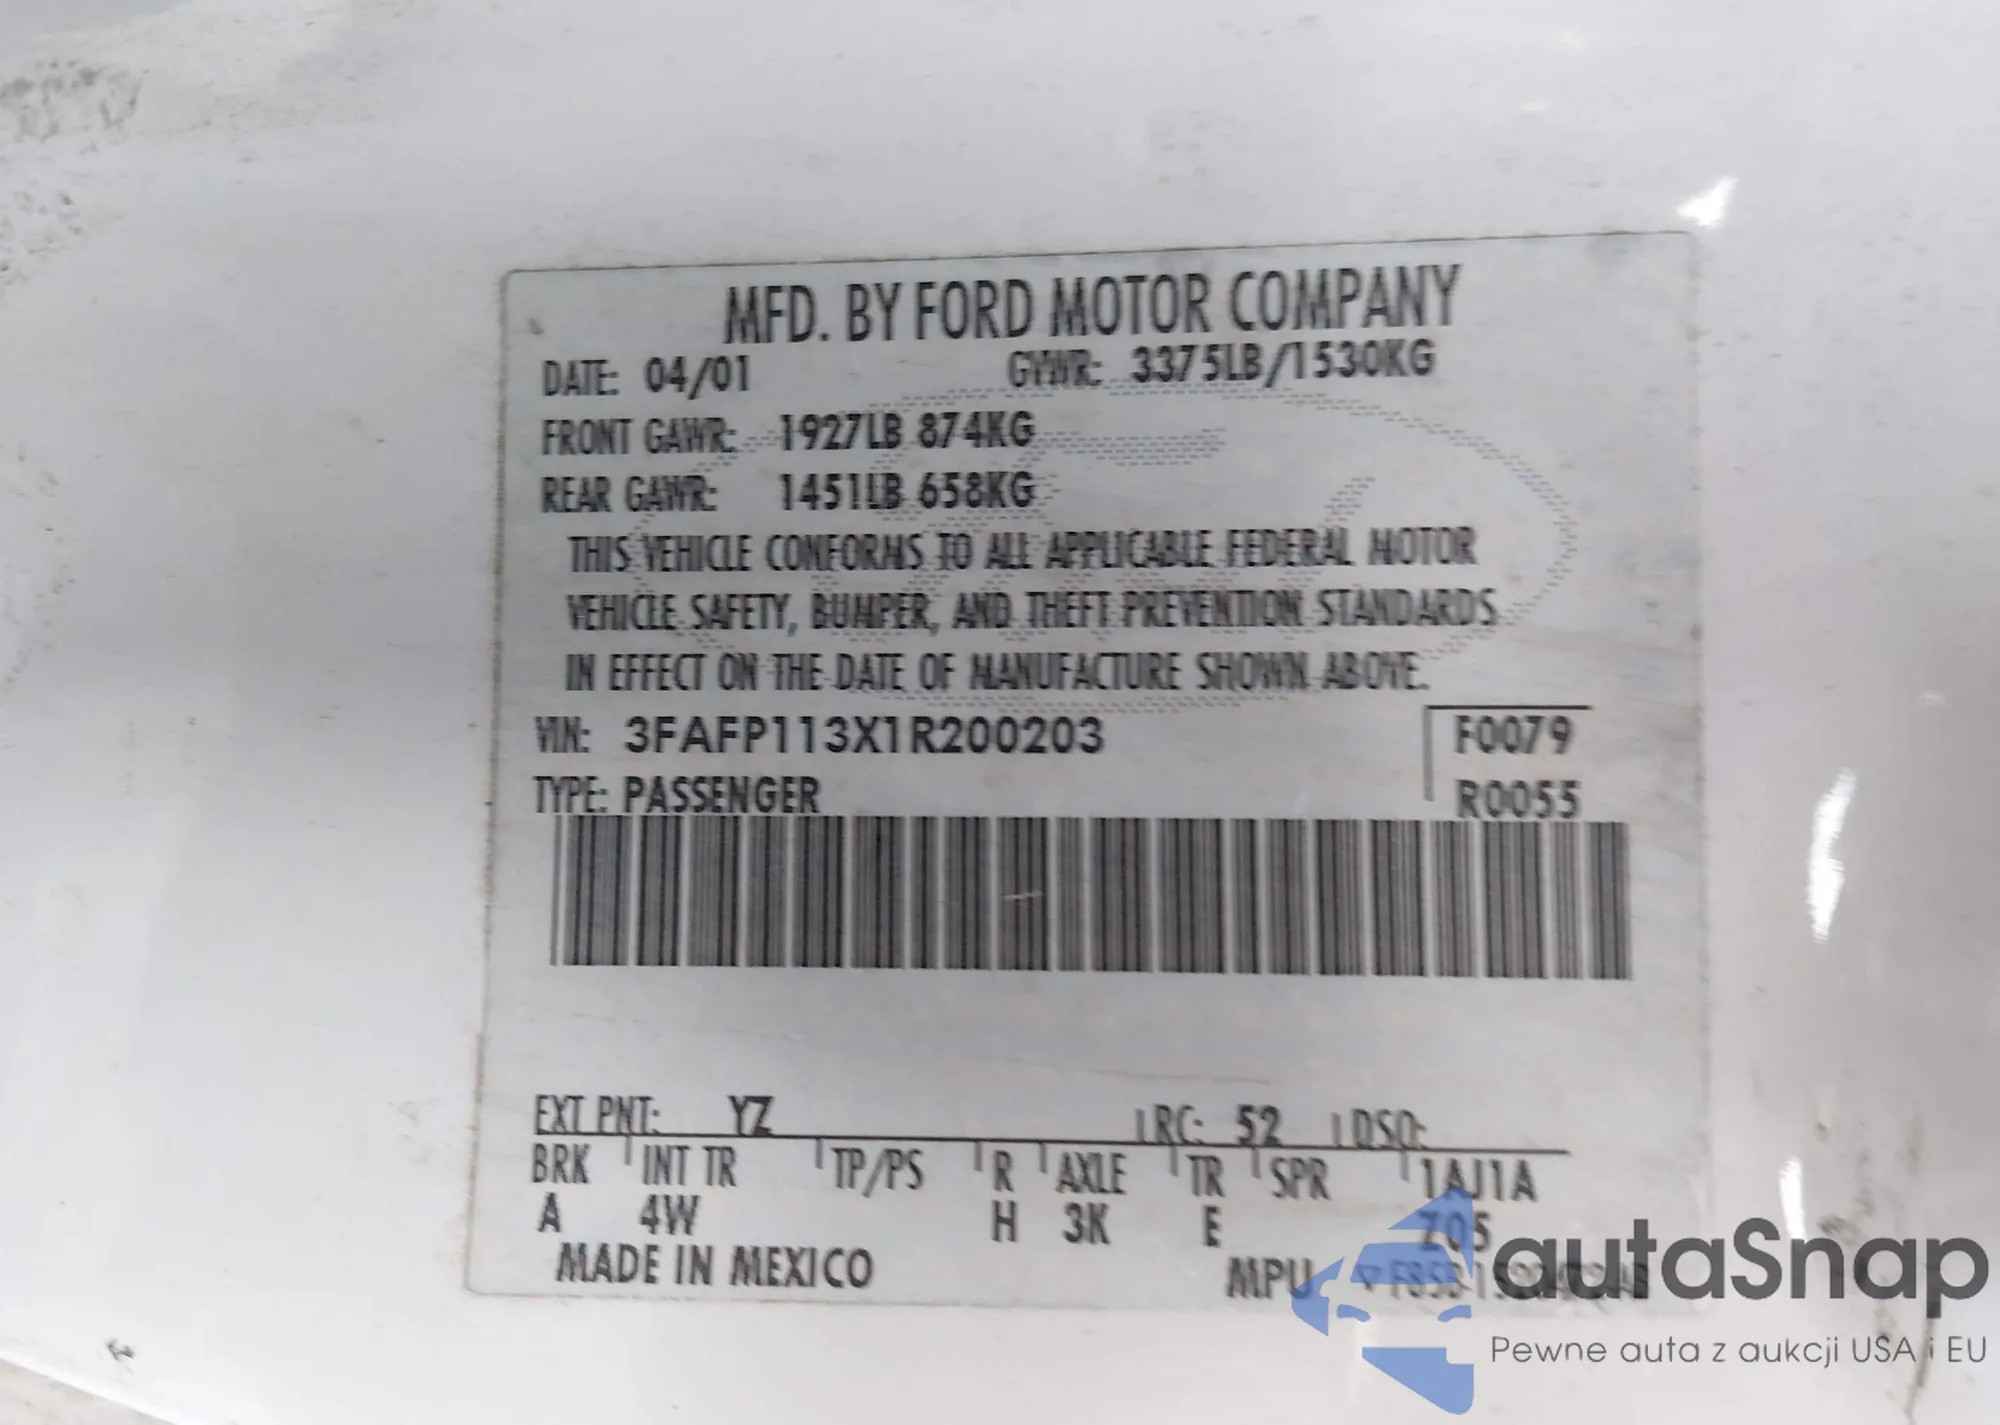 MFD. BY FORD MOTOR COMPANY
DATE: 04/01 GVWR: 3375LB/1530KG
FRONT GAWR: 1927LB 874KG
REAR GAWR: 1451LB 658KG
THIS VEHICLE CONFORMS TO ALL APPLICABLE FEDERAL MOTOR
VEHICLE SAFETY, BUMPER, AND THEFT PREVENTION STANDARDS
IN EFFECT ON THE DATE OF MANUFACTURE SHOWN ABOVE.
VIN: 3FAFP113X1R200203 F0079
TYPE: PASSENGER R0055
EXT PNT: YZ RC: 52 DSO:
BRK INT TR TP/PS R AXLE TR SPR 1AJ1A
A 4W H 3K E Z05
MADE IN MEXICO MPU
autaSnap
Pewne auta z aukcji USA i EU